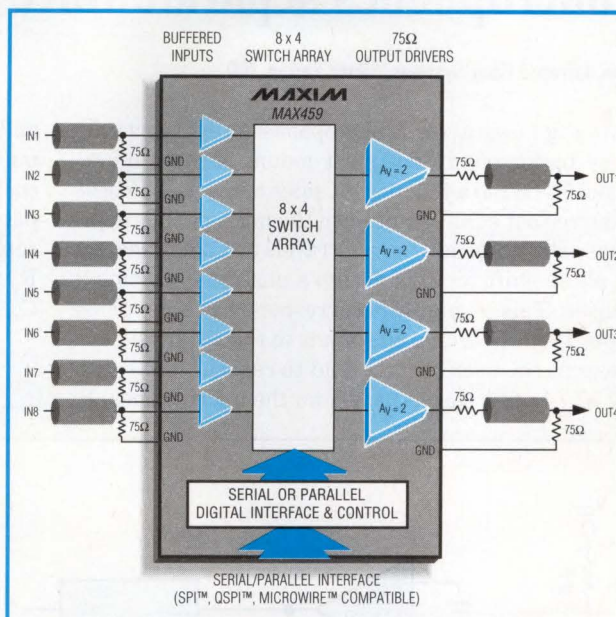 BUFFERED INPUTS
8 x 4 SWITCH ARRAY
75Ω OUTPUT DRIVERS
MAXIM
MAX459
IN1
75Ω
GND
IN2
75Ω
GND
IN3
75Ω
GND
IN4
75Ω
GND
IN5
75Ω
GND
IN6
75Ω
GND
IN7
75Ω
GND
IN8
75Ω
GND
8 x 4
SWITCH
ARRAY
AV = 2
75Ω
OUT1
GND
75Ω
AV = 2
75Ω
OUT2
GND
75Ω
AV = 2
75Ω
OUT3
GND
75Ω
AV = 2
75Ω
OUT4
GND
75Ω
SERIAL OR PARALLEL
DIGITAL INTERFACE & CONTROL
SERIAL/PARALLEL INTERFACE
(SPI™, QSPI™, MICROWIRE™ COMPATIBLE)